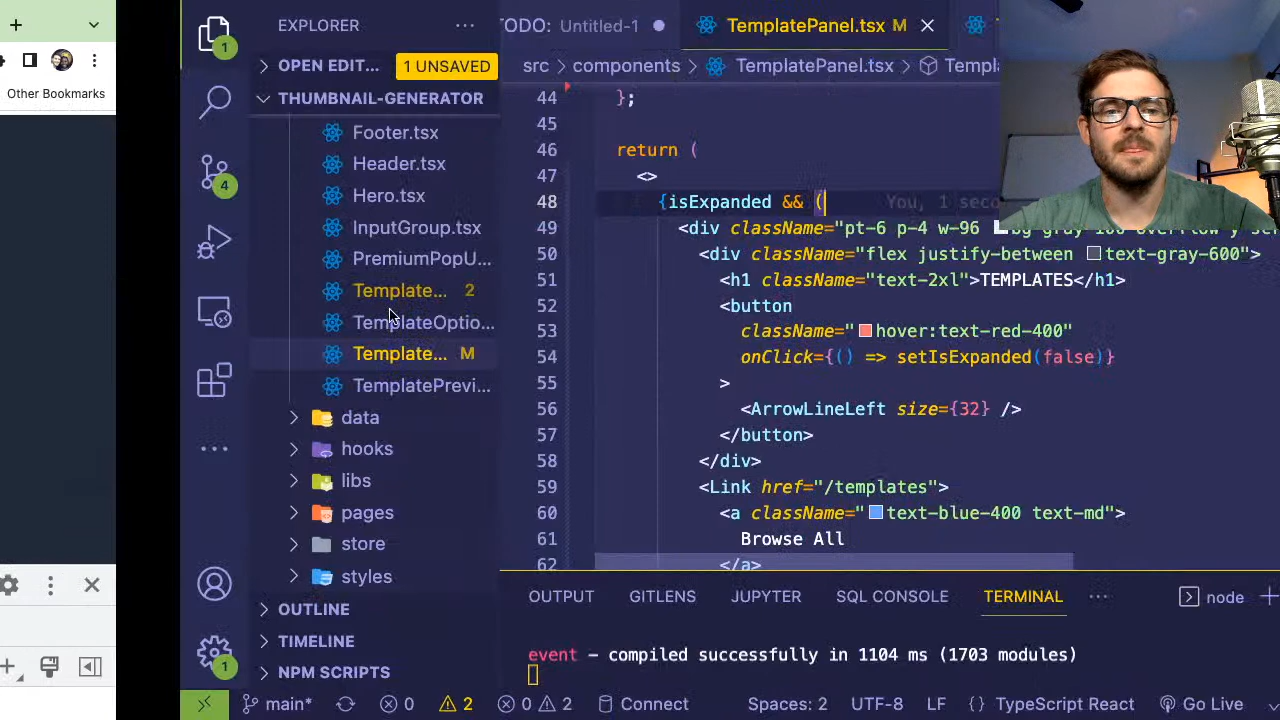 Other Bookmarks
1
4
1
EXPLORER
OPEN EDIT...
1 UNSAVED
THUMBNAIL-GENERATOR
Footer.tsx
Header.tsx
Hero.tsx
InputGroup.tsx
PremiumPopU...
Template... 2
TemplateOptio...
Template... M
TemplatePrevi...
data
hooks
libs
pages
store
styles
OUTLINE
TIMELINE
NPM SCRIPTS
ODO: Untitled-1
TemplatePanel.tsx M
src > components > TemplatePanel.tsx > Templ
44 };
45
46 return (
47 <>
48 {isExpanded && ( You, 1 seco
49 <div className="pt-6 p-4 w-96
50 <div className="flex justify-between text-gray-600">
51 <h1 className="text-2xl">TEMPLATES</h1>
52 <button
53 className="hover:text-red-400"
54 onClick={() => setIsExpanded(false)}
55 >
56 <ArrowLineLeft size={32} />
57 </button>
58 </div>
59 <Link href="/templates">
60 <a className="text-blue-400 text-md">
61 Browse All
62 </a>
OUTPUT GITLENS JUPYTER SQL CONSOLE TERMINAL ... node
event - compiled successfully in 1104 ms (1703 modules)
main* 0 2 0 2 Connect Spaces: 2 UTF-8 LF TypeScript React Go Live